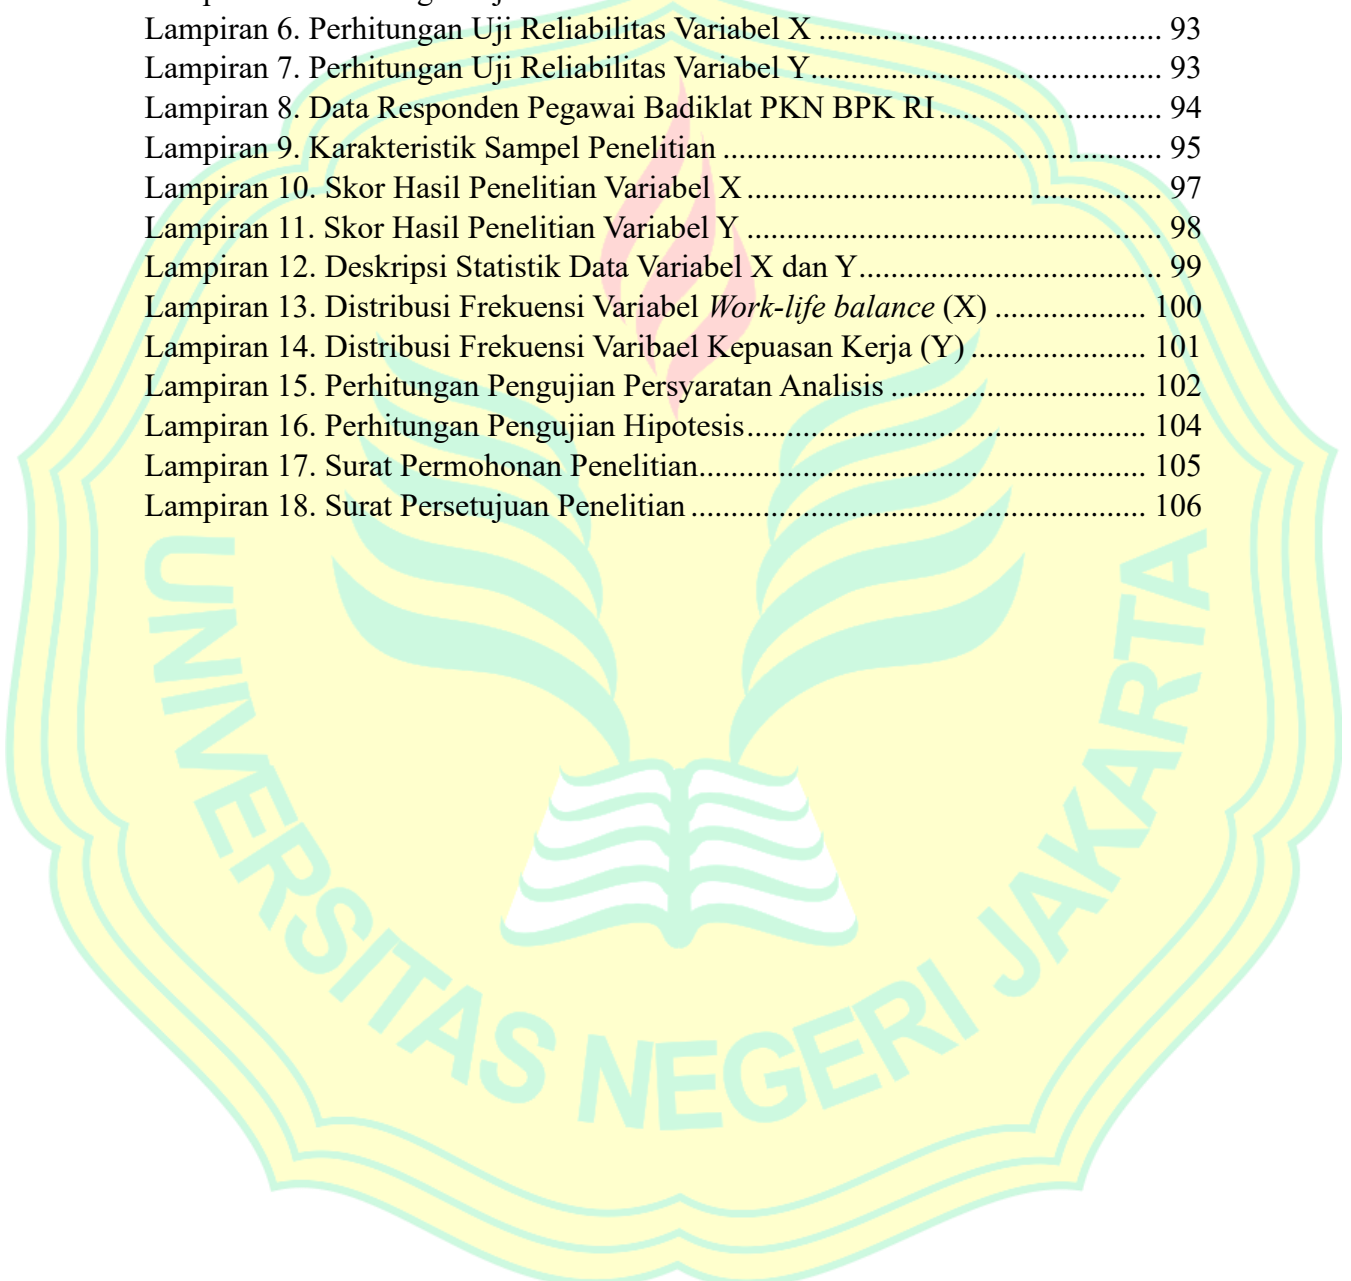 Lampiran 6. Perhitungan Uji Reliabilitas Variabel X ........................................... 93
Lampiran 7. Perhitungan Uji Reliabilitas Variabel Y............................................ 93
Lampiran 8. Data Responden Pegawai Badiklat PKN BPK RI............................ 94
Lampiran 9. Karakteristik Sampel Penelitian ....................................................... 95
Lampiran 10. Skor Hasil Penelitian Variabel X.................................................... 97
Lampiran 11. Skor Hasil Penelitian Variabel Y .................................................... 98
Lampiran 12. Deskripsi Statistik Data Variabel X dan Y...................................... 99
Lampiran 13. Distribusi Frekuensi Variabel Work-life balance (X) ................... 100
Lampiran 14. Distribusi Frekuensi Varibael Kepuasan Kerja (Y)...................... 101
Lampiran 15. Perhitungan Pengujian Persyaratan Analisis ................................ 102
Lampiran 16. Perhitungan Pengujian Hipotesis.................................................. 104
Lampiran 17. Surat Permohonan Penelitian........................................................ 105
Lampiran 18. Surat Persetujuan Penelitian ......................................................... 106
UNIVERSITAS NEGERI JAKARTA